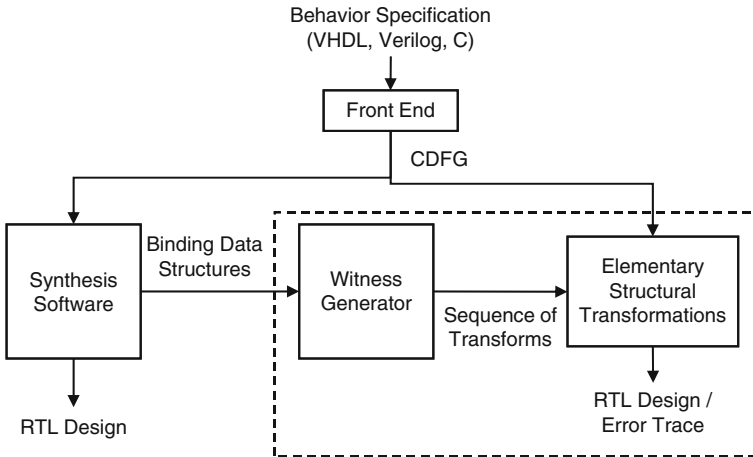 Behavior Specification
(VHDL, Verilog, C)
Front End
CDFG
Synthesis
Software
Binding Data
Structures
Witness
Generator
Sequence of
Transforms
Elementary
Structural
Transformations
RTL Design
RTL Design /
Error Trace